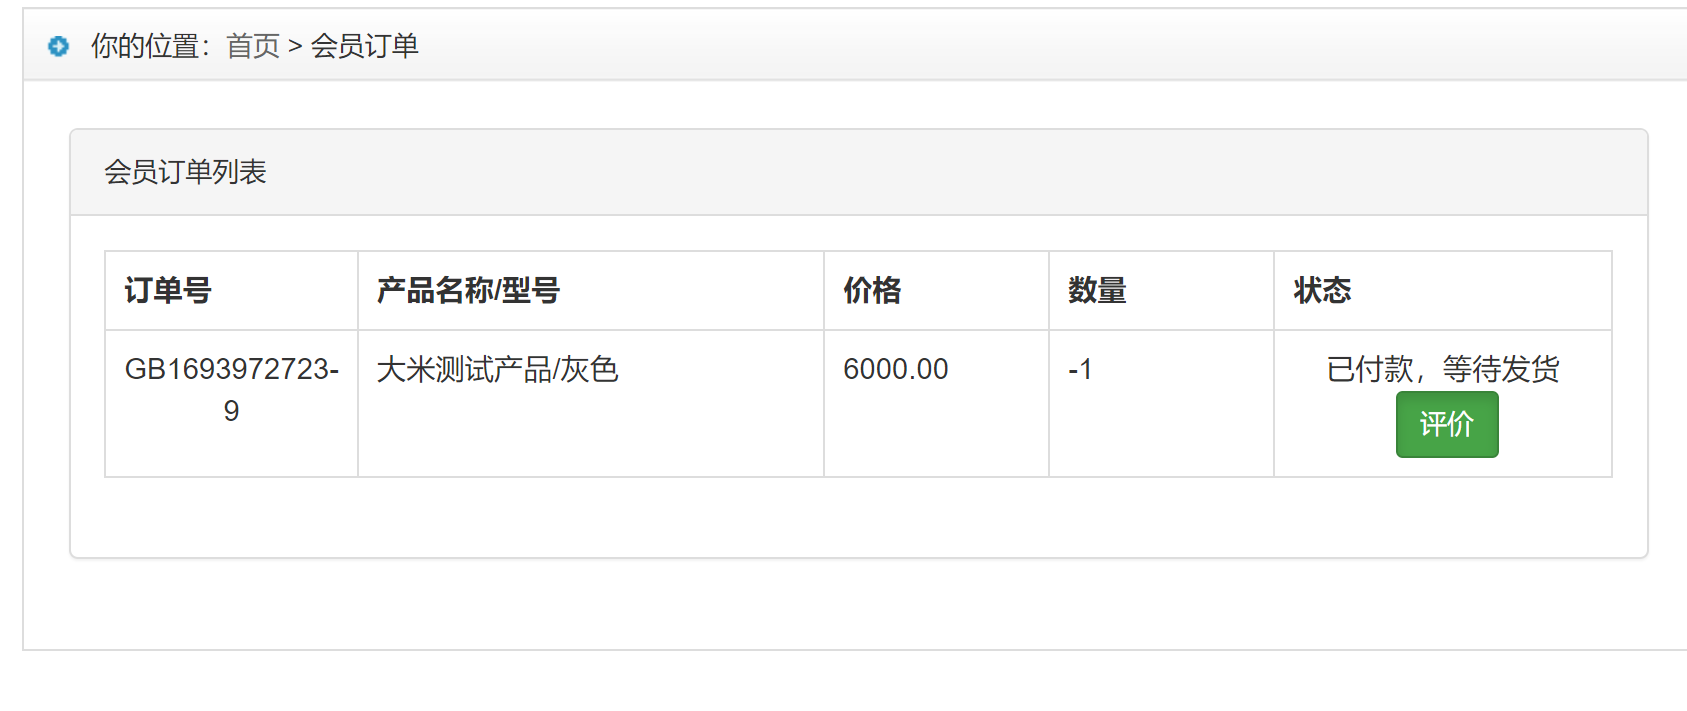 你的位置：首页 > 会员订单
会员订单列表
订单号 产品名称/型号 价格 数量 状态
GB1693972723- 大米测试产品/灰色 6000.00 -1 已付款，等待发货
9
评价